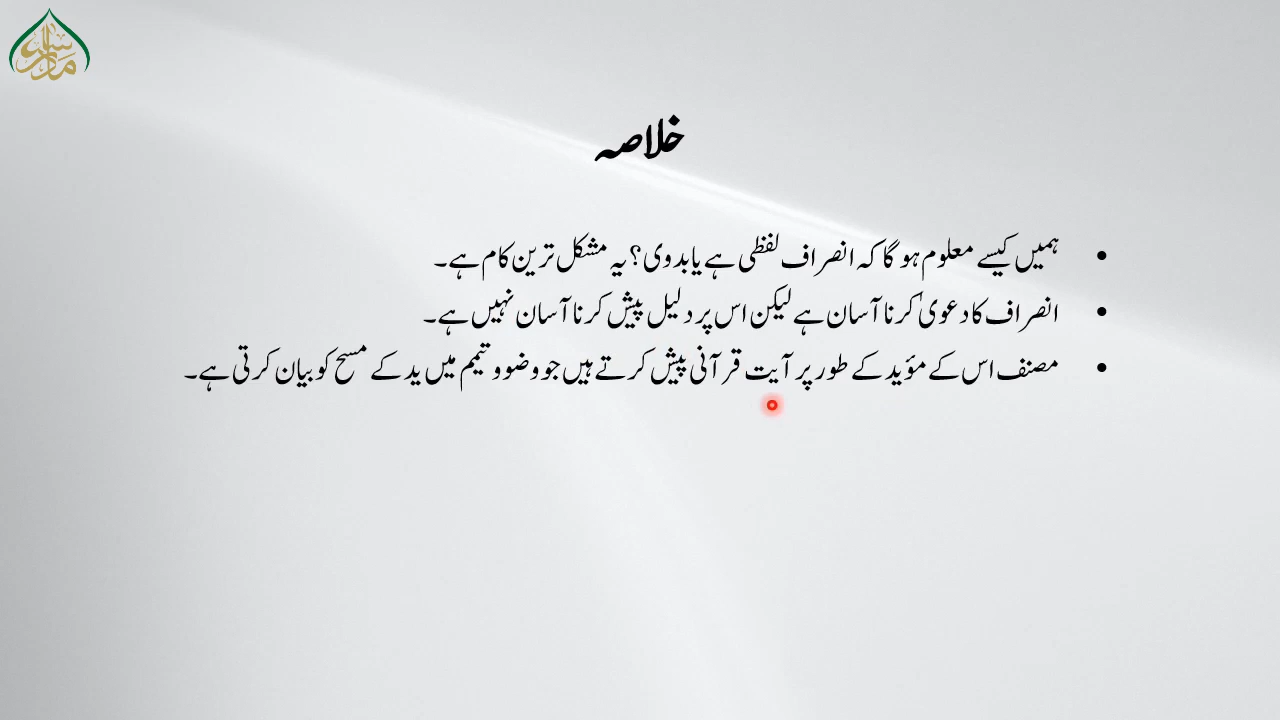 خلاصہ
ہمیں کیسے معلوم ہو گا کہ انصراف لفظی ہے یا بدوی؟ یہ مشکل ترین کام ہے۔
انصراف کا دعویٰ کرنا آسان ہے لیکن اس پر دلیل پیش کرنا آسان نہیں ہے۔
مصنف اس کے مؤید کے طور پر آیت قرآنی پیش کرتے ہیں جو وضو و تیمم میں ید کے مسح کو بیان کرتی ہے۔